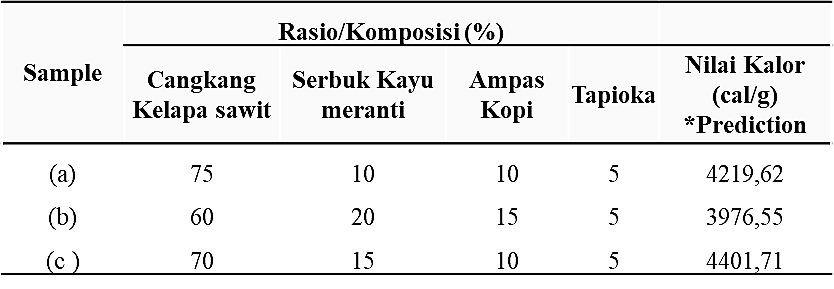 Rasio/Komposisi (%)
Sample Cangkang Kelapa sawit Serbuk Kayu meranti Ampas Kopi Tapioka Nilai Kalor (cal/g) *Prediction
(a) 75 10 10 5 4219,62
(b) 60 20 15 5 3976,55
(c ) 70 15 10 5 4401,71